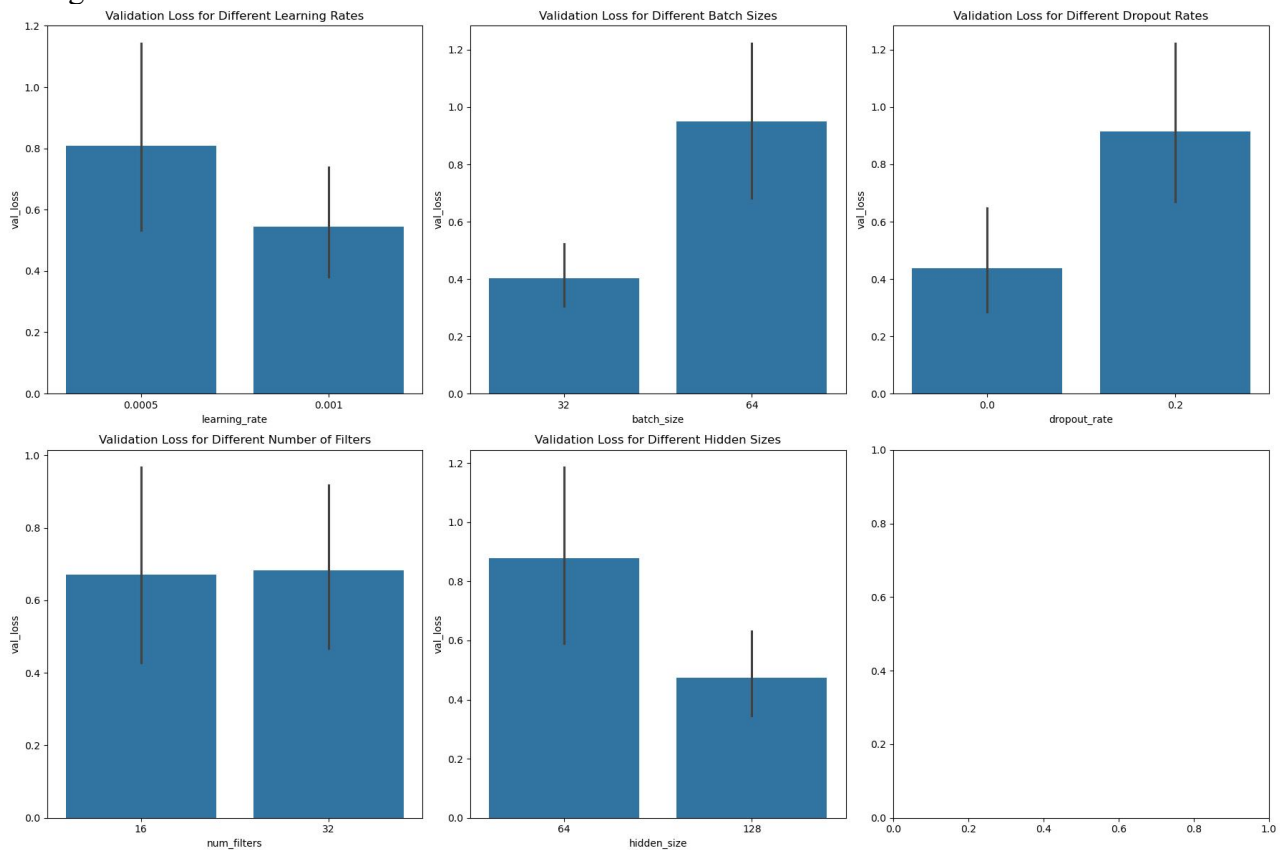 Validation Loss for Different Learning Rates
1.2
1.0
0.8
0.6
0.4
0.2
0.0
val_loss
0.0005 0.001
learning_rate
Validation Loss for Different Batch Sizes
1.2
1.0
0.8
0.6
0.4
0.2
0.0
val_loss
32 64
batch_size
Validation Loss for Different Dropout Rates
1.2
1.0
0.8
0.6
0.4
0.2
0.0
val_loss
0.0 0.2
dropout_rate
Validation Loss for Different Number of Filters
1.0
0.8
0.6
0.4
0.2
0.0
val_loss
16 32
num_filters
Validation Loss for Different Hidden Sizes
1.2
1.0
0.8
0.6
0.4
0.2
0.0
val_loss
64 128
hidden_size
1.0
0.8
0.6
0.4
0.2
0.0
0.0 0.2 0.4 0.6 0.8 1.0